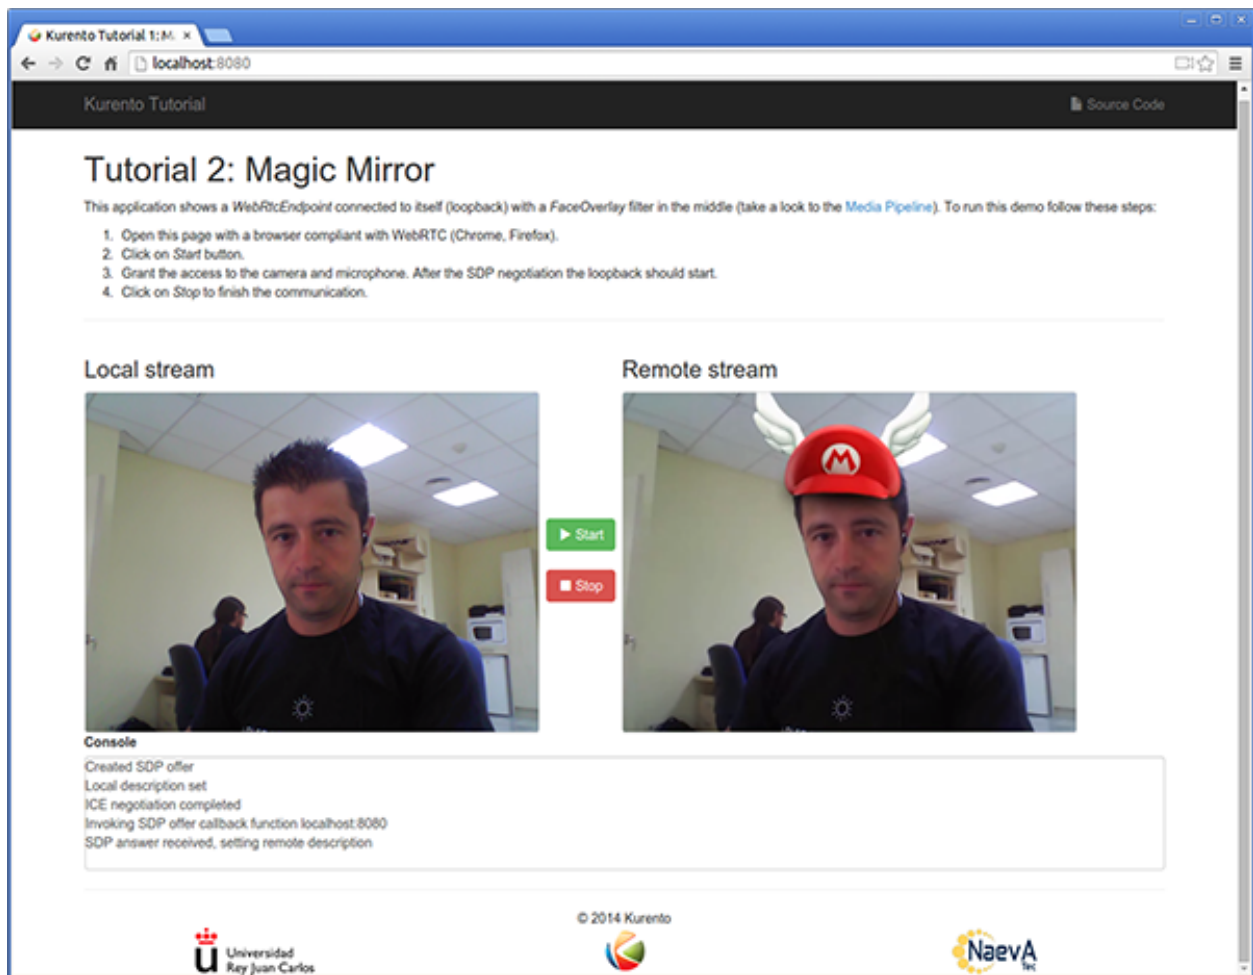 Kurento Tutorial 1: M
localhost:8080
Kurento Tutorial
Source Code
Tutorial 2: Magic Mirror
This application shows a WebRtcEndpoint connected to itself (loopback) with a FaceOverlay filter in the middle (take a look to the Media Pipeline). To run this demo follow these steps:
1. Open this page with a browser compliant with WebRTC (Chrome, Firefox).
2. Click on Start button.
3. Grant the access to the camera and microphone. After the SDP negotiation the loopback should start.
4. Click on Stop to finish the communication.
Local stream
Remote stream
M
Start
Stop
Console
Created SDP offer
Local description set
ICE negotiation completed
Invoking SDP offer callback function localhost:8080
SDP answer received, setting remote description
© 2014 Kurento
u Universidad
Rey Juan Carlos
NaevA
Tec